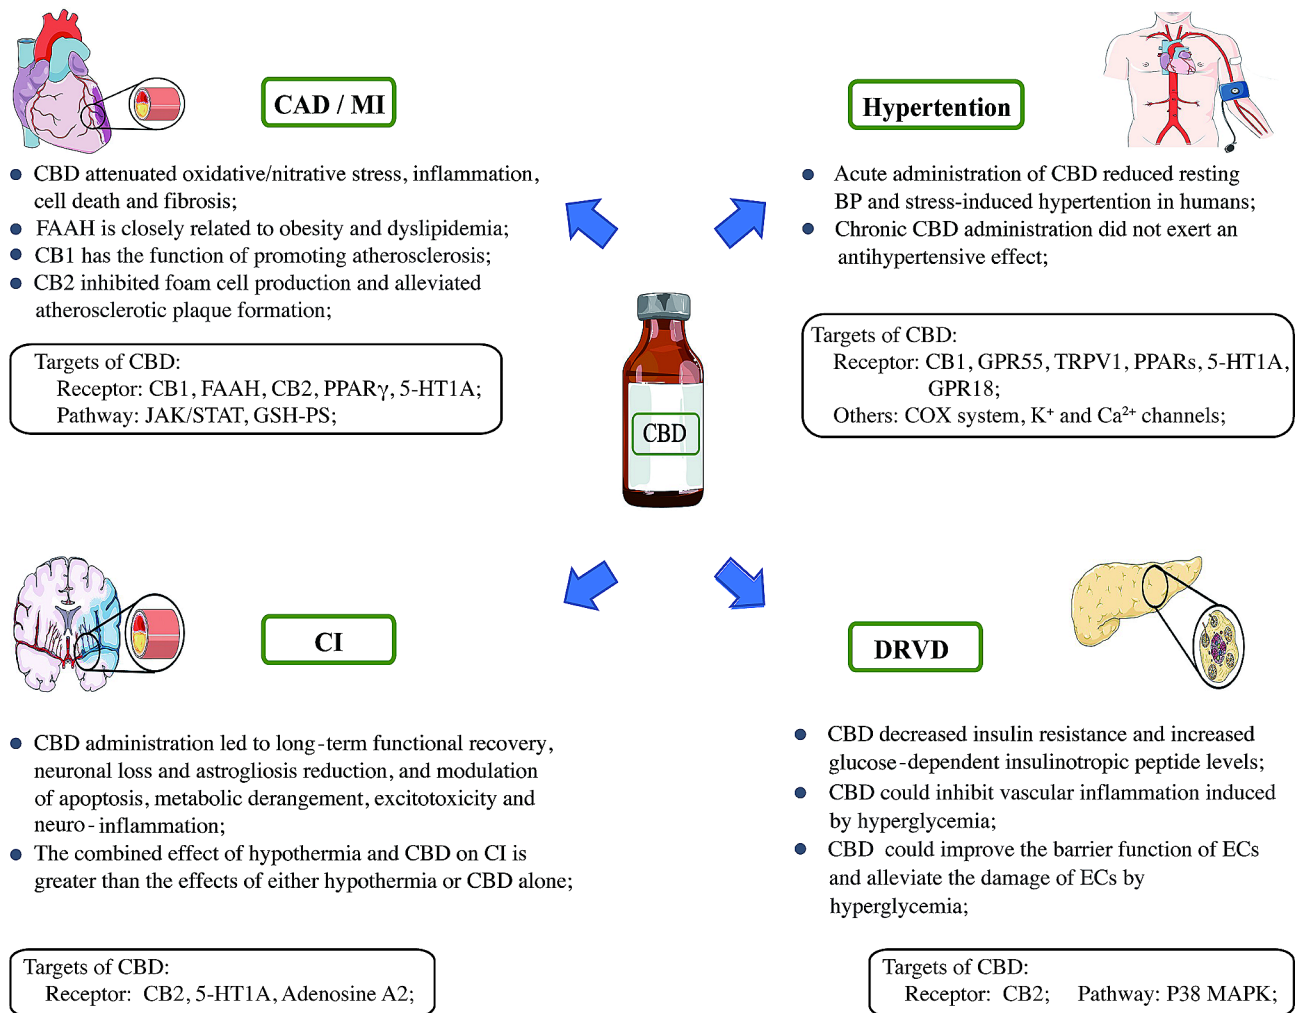 CAD / MI
CBD attenuated oxidative/nitrative stress, inflammation,
cell death and fibrosis;
FAAH is closely related to obesity and dyslipidemia;
CB1 has the function of promoting atherosclerosis;
CB2 inhibited foam cell production and alleviated
atherosclerotic plaque formation;
Targets of CBD:
Receptor: CB1, FAAH, CB2, PPARγ, 5-HT1A;
Pathway: JAK/STAT, GSH-PS;
Hypertention
Acute administration of CBD reduced resting
BP and stress-induced hypertention in humans;
Chronic CBD administration did not exert an
antihypertensive effect;
Targets of CBD:
Receptor: CB1, GPR55, TRPV1, PPARs, 5-HT1A,
GPR18;
Others: COX system, K⁺ and Ca²⁺ channels;
CBD
CI
CBD administration led to long-term functional recovery,
neuronal loss and astrogliosis reduction, and modulation
of apoptosis, metabolic derangement, excitotoxicity and
neuro-inflammation;
The combined effect of hypothermia and CBD on CI is
greater than the effects of either hypothermia or CBD alone;
Targets of CBD:
Receptor: CB2, 5-HT1A, Adenosine A2;
DRVD
CBD decreased insulin resistance and increased
glucose-dependent insulinotropic peptide levels;
CBD could inhibit vascular inflammation induced
by hyperglycemia;
CBD could improve the barrier function of ECs
and alleviate the damage of ECs by
hyperglycemia;
Targets of CBD:
Receptor: CB2; Pathway: P38 MAPK;